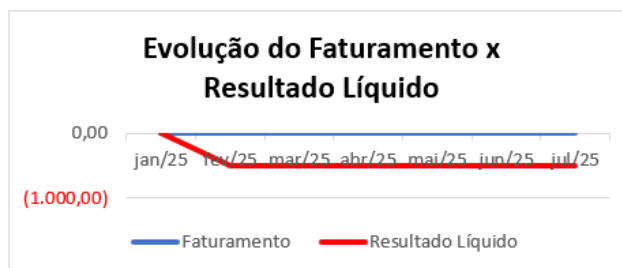 Evolução do Faturamento x
Resultado Líquido
0,00
jan/25 fev/25 mar/25 abr/25 mai/25 jun/25 jul/25
(1.000,00)
Faturamento Resultado Líquido